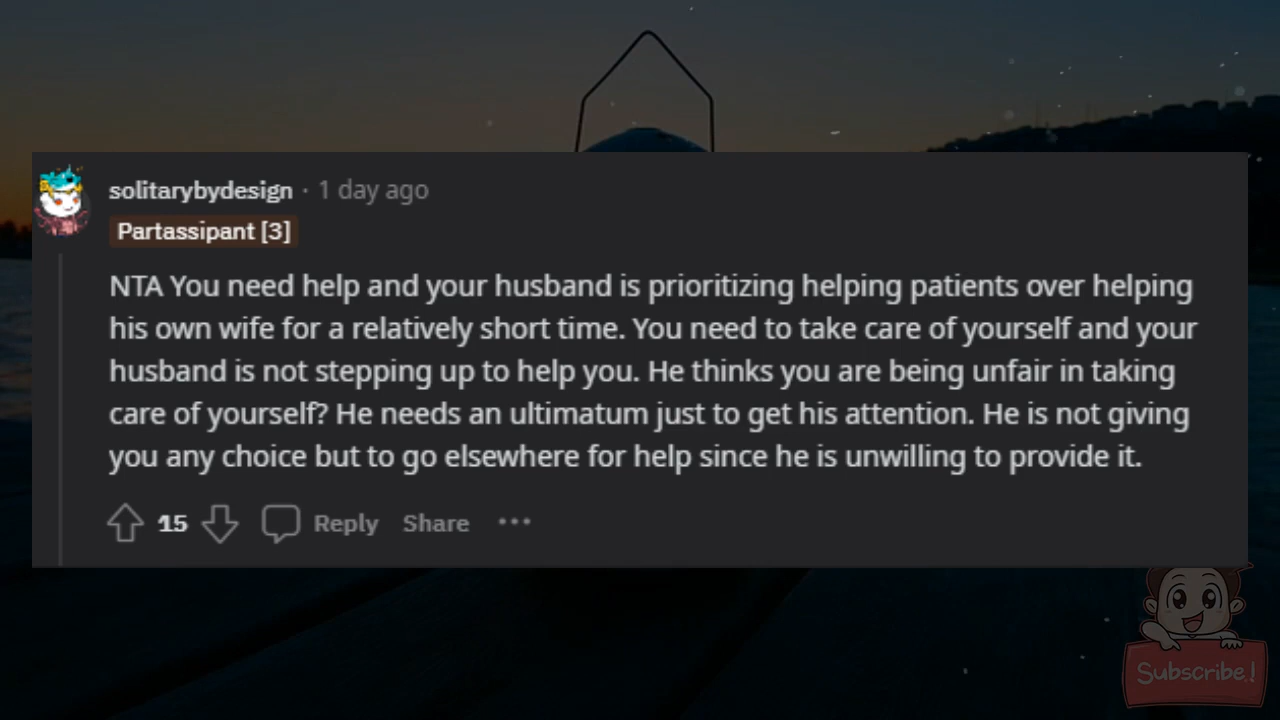 solitarybydesign · 1 day ago
Partassipant [3]
NTA You need help and your husband is prioritizing helping patients over helping
his own wife for a relatively short time. You need to take care of yourself and your
husband is not stepping up to help you. He thinks you are being unfair in taking
care of yourself? He needs an ultimatum just to get his attention. He is not giving
you any choice but to go elsewhere for help since he is unwilling to provide it.
15 Reply Share ···
Subscribe!